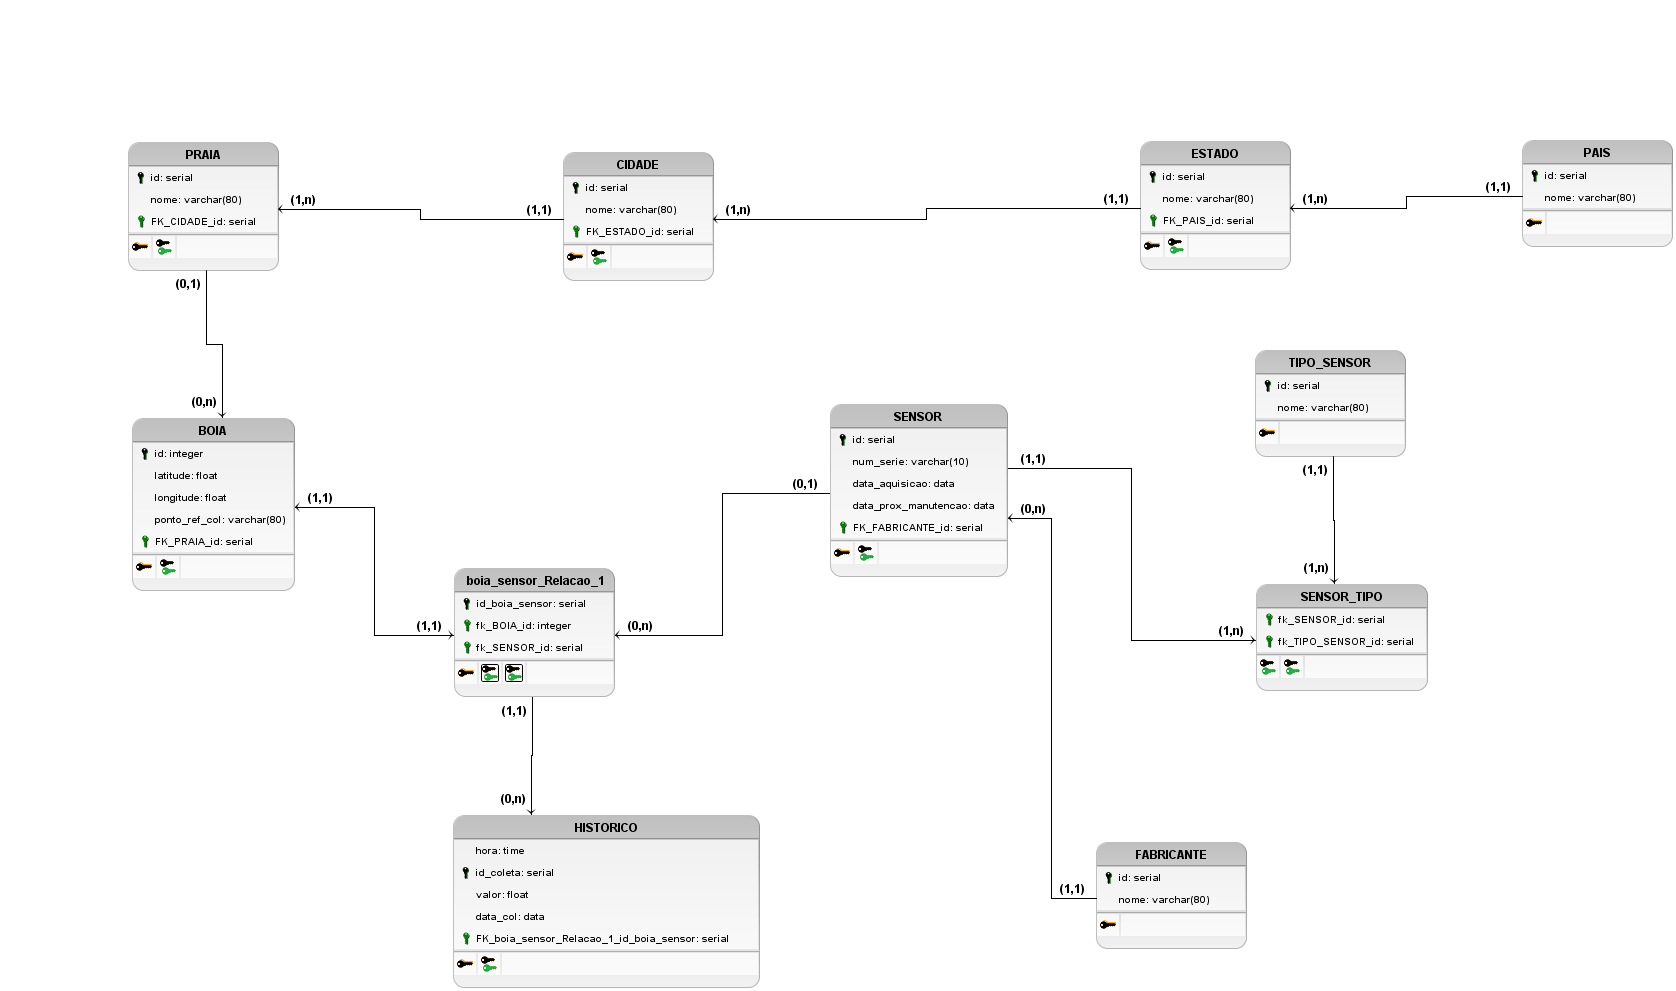 PRAIA
id: serial
nome: varchar(80)
FK_CIDADE_id: serial
(1,n)
(1,1)
CIDADE
id: serial
nome: varchar(80)
FK_ESTADO_id: serial
(1,n)
(1,1)
ESTADO
id: serial
nome: varchar(80)
FK_PAIS_id: serial
(1,n)
(1,1)
PAIS
id: serial
nome: varchar(80)
(0,1)
(0,n)
BOIA
id: integer
latitude: float
longitude: float
ponto_ref_col: varchar(80)
FK_PRAIA_id: serial
(1,1)
(1,1)
boia_sensor_Relacao_1
id_boia_sensor: serial
fk_BOIA_id: integer
fk_SENSOR_id: serial
(0,n)
(0,1)
SENSOR
id: serial
num_serie: varchar(10)
data_aquisicao: data
data_prox_manutencao: data
FK_FABRICANTE_id: serial
(1,1)
(0,n)
TIPO_SENSOR
id: serial
nome: varchar(80)
(1,1)
(1,n)
(1,n)
SENSOR_TIPO
fk_SENSOR_id: serial
fk_TIPO_SENSOR_id: serial
(1,1)
(0,n)
HISTORICO
hora: time
id_coleta: serial
valor: float
data_col: data
FK_boia_sensor_Relacao_1_id_boia_sensor: serial
(1,1)
FABRICANTE
id: serial
nome: varchar(80)